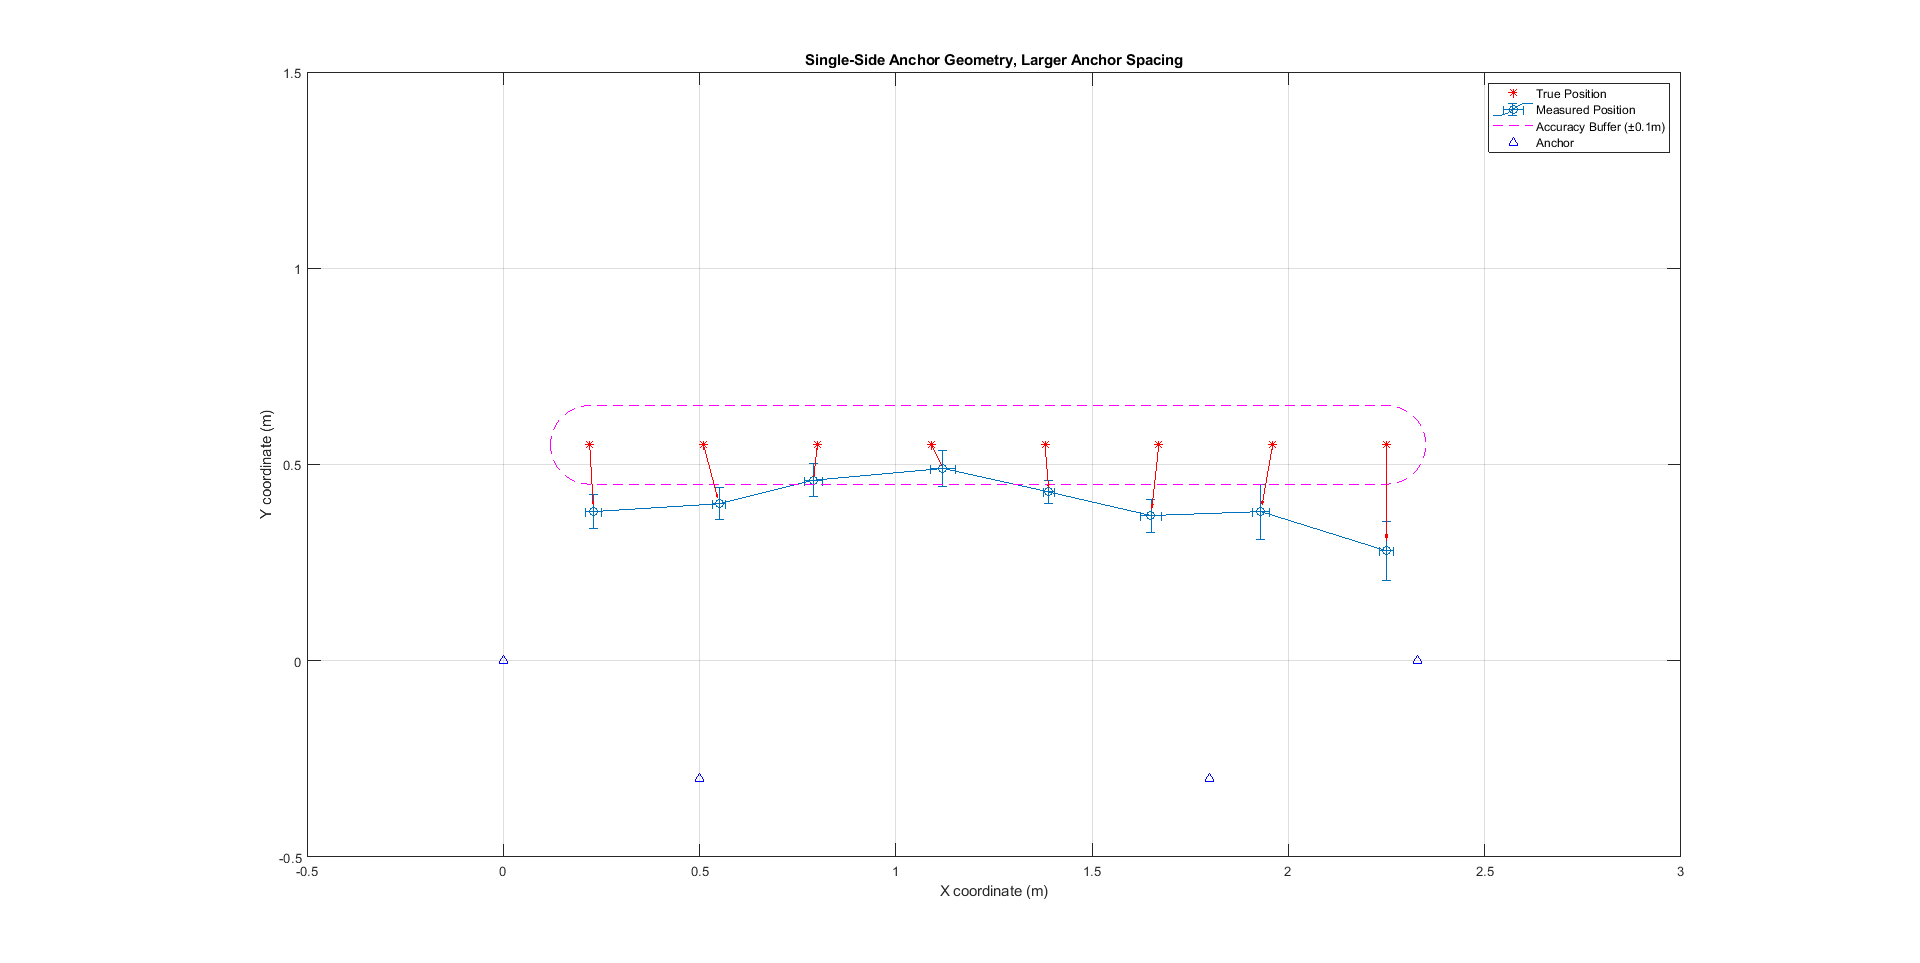 Single-Side Anchor Geometry, Larger Anchor Spacing
1.5
True Position
Measured Position
Accuracy Buffer (±0.1m)
Anchor
1
0.5
Y coordinate (m)
0
-0.5
-0.5 0 0.5 1 1.5 2 2.5 3
X coordinate (m)